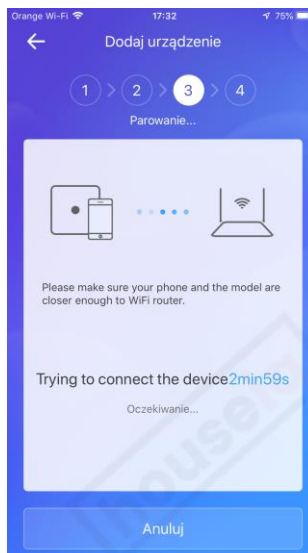 Orange Wi-Fi 17:32 75%
Dodaj urządzenie
1 > 2 > 3 > 4
Parowanie...
Please make sure your phone and the model are
closer enough to WiFi router.
Trying to connect the device2min59s
Oczekiwanie...
Anuluj